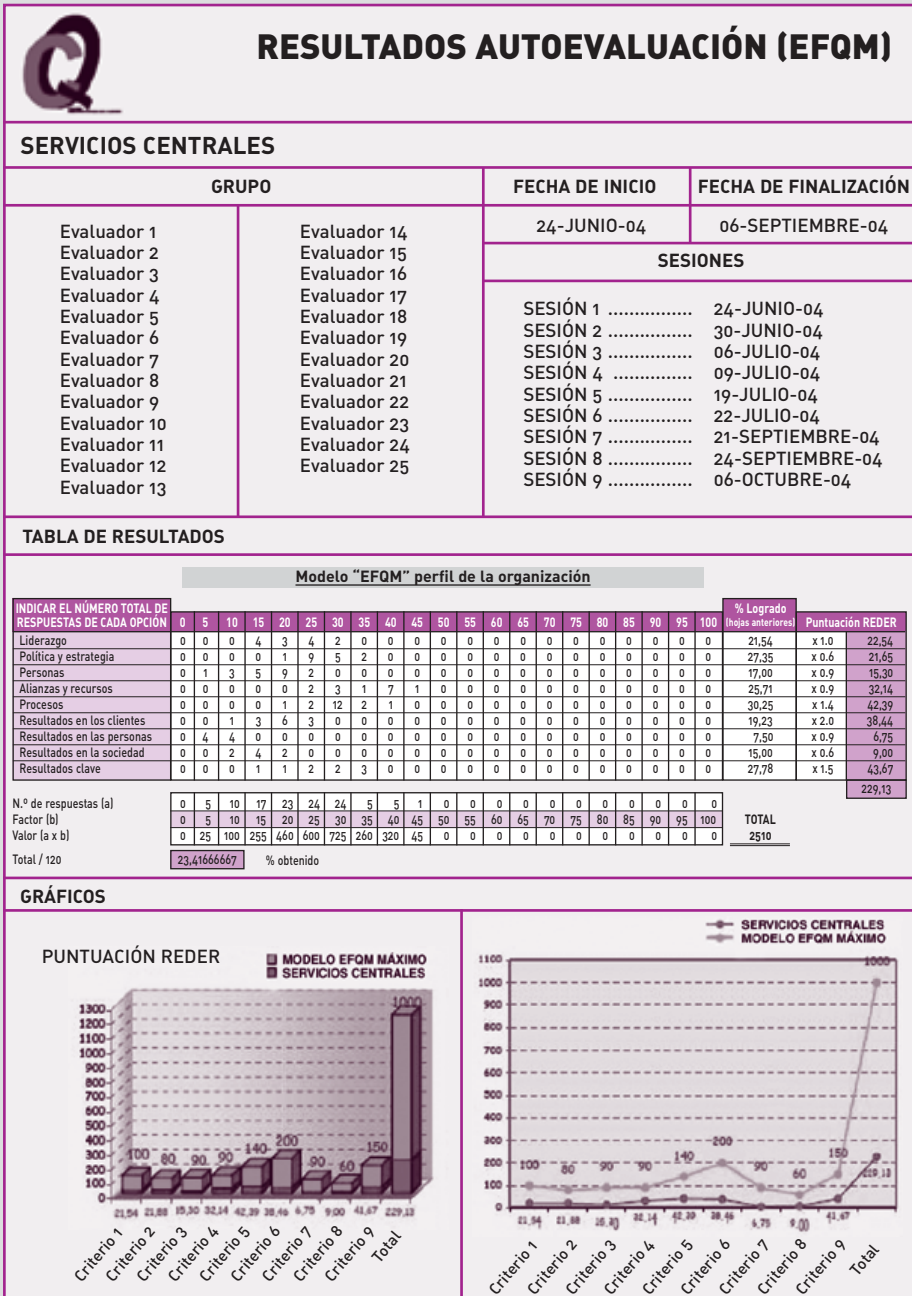 RESULTADOS AUTOEVALUACIÓN (EFQM)
SERVICIOS CENTRALES
GRUPO
Evaluador 1
Evaluador 2
Evaluador 3
Evaluador 4
Evaluador 5
Evaluador 6
Evaluador 7
Evaluador 8
Evaluador 9
Evaluador 10
Evaluador 11
Evaluador 12
Evaluador 13
Evaluador 14
Evaluador 15
Evaluador 16
Evaluador 17
Evaluador 18
Evaluador 19
Evaluador 20
Evaluador 21
Evaluador 22
Evaluador 23
Evaluador 24
Evaluador 25
FECHA DE INICIO FECHA DE FINALIZACIÓN
24-JUNIO-04 06-SEPTIEMBRE-04
SESIONES
SESIÓN 1 ................ 24-JUNIO-04
SESIÓN 2 ................ 30-JUNIO-04
SESIÓN 3 ................ 06-JULIO-04
SESIÓN 4 ............... 09-JULIO-04
SESIÓN 5 ................ 19-JULIO-04
SESIÓN 6 ................ 22-JULIO-04
SESIÓN 7 ................ 21-SEPTIEMBRE-04
SESIÓN 8 ................ 24-SEPTIEMBRE-04
SESIÓN 9 ................ 06-OCTUBRE-04
TABLA DE RESULTADOS
Modelo “EFQM” perfil de la organización
INDICAR EL NÚMERO TOTAL DE
RESPUESTAS DE CADA OPCIÓN 0 5 10 15 20 25 30 35 40 45 50 55 60 65 70 75 80 85 90 95 100 % Logrado (hojas anteriores) Puntuación REDER
Liderazgo 0 0 0 4 3 4 2 0 0 0 0 0 0 0 0 0 0 0 0 0 0 21,54 x 1.0 22,54
Política y estrategia 0 0 0 0 1 9 5 2 0 0 0 0 0 0 0 0 0 0 0 0 0 27,35 x 0.6 21,65
Personas 0 1 3 5 9 2 0 0 0 0 0 0 0 0 0 0 0 0 0 0 0 17,00 x 0.9 15,30
Alianzas y recursos 0 0 0 0 0 2 3 1 7 1 0 0 0 0 0 0 0 0 0 0 0 25,71 x 0.9 32,14
Procesos 0 0 0 0 1 2 12 2 1 0 0 0 0 0 0 0 0 0 0 0 0 30,25 x 1.4 42,39
Resultados en los clientes 0 0 1 3 6 3 0 0 0 0 0 0 0 0 0 0 0 0 0 0 0 19,23 x 2.0 38,44
Resultados en las personas 0 4 4 0 0 0 0 0 0 0 0 0 0 0 0 0 0 0 0 0 0 7,50 x 0.9 6,75
Resultados en la sociedad 0 0 2 4 2 0 0 0 0 0 0 0 0 0 0 0 0 0 0 0 0 15,00 x 0.6 9,00
Resultados clave 0 0 0 1 1 2 2 3 0 0 0 0 0 0 0 0 0 0 0 0 0 27,78 x 1.5 43,67
229,13
N.º de respuestas (a) 0 5 10 17 23 24 24 5 5 1 0 0 0 0 0 0 0 0 0 0 0
Factor (b) 0 5 10 15 20 25 30 35 40 45 50 55 60 65 70 75 80 85 90 95 100 TOTAL
Valor (a x b) 0 25 100 255 460 600 725 260 320 45 0 0 0 0 0 0 0 0 0 0 0 2510
Total / 120 23,41666667 % obtenido
GRÁFICOS
PUNTUACIÓN REDER
MODELO EFQM MÁXIMO
SERVICIOS CENTRALES
1300
1200
1100
1000
900
800
700
600
500
400
300
200
100
0
100 80 90 90 140 200 90 60 150 1000
21,54 21,88 15,30 32,14 42,39 38,46 6,75 9,00 41,67 229,13
Criterio 1 Criterio 2 Criterio 3 Criterio 4 Criterio 5 Criterio 6 Criterio 7 Criterio 8 Criterio 9 Total
SERVICIOS CENTRALES
MODELO EFQM MÁXIMO
1100
1000
900
800
700
600
500
400
300
200
100
0
100 80 90 90 140 200 90 60 150 1000
21,54 21,88 32,14 42,39 38,46 6,75 9,00 41,67 229,13
Criterio 1 Criterio 2 Criterio 3 Criterio 4 Criterio 5 Criterio 6 Criterio 7 Criterio 8 Criterio 9 Total